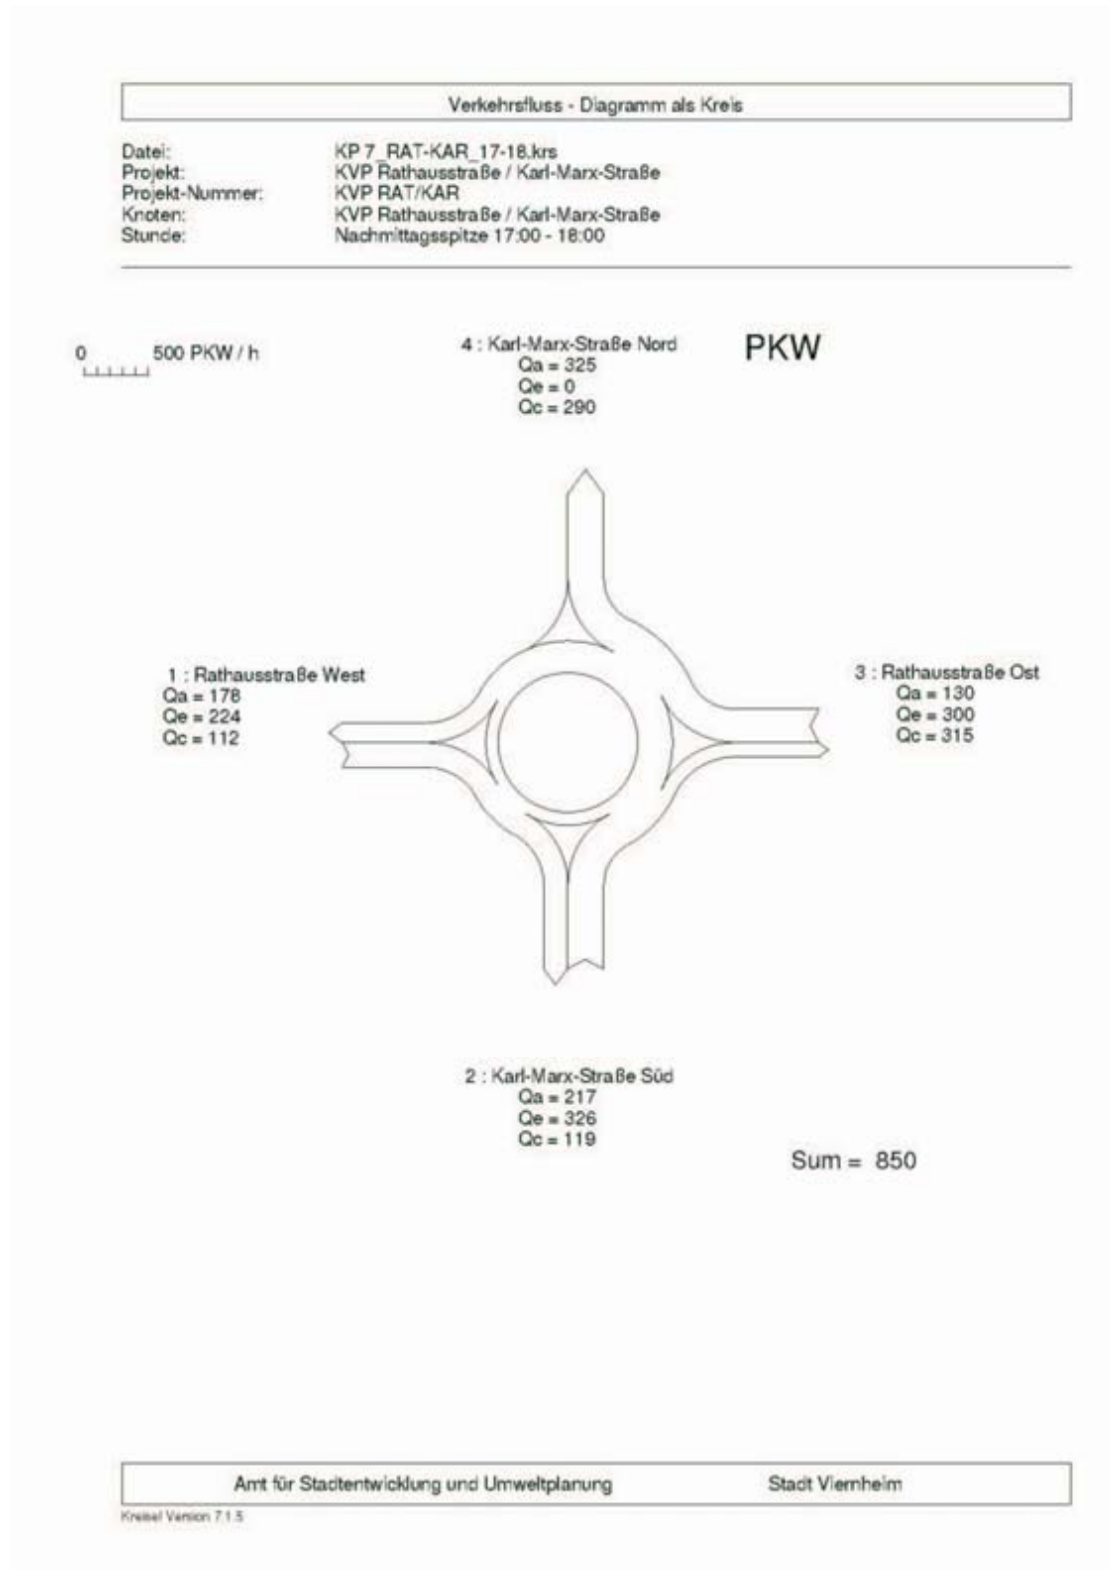 Verkehrsfluss - Diagramm als Kreis
Datei: KP 7_RAT-KAR_17-18.krs
Projekt: KVP Rathausstraße / Karl-Marx-Straße
Projekt-Nummer: KVP RAT/KAR
Knoten: KVP Rathausstraße / Karl-Marx-Straße
Stunde: Nachmittagsspitze 17:00 - 18:00
0 500 PKW / h
4 : Karl-Marx-Straße Nord
Qa = 325
Qe = 0
Qc = 290
PKW
1 : Rathausstraße West
Qa = 178
Qe = 224
Qc = 112
3 : Rathausstraße Ost
Qa = 130
Qe = 300
Qc = 315
2 : Karl-Marx-Straße Süd
Qa = 217
Qe = 326
Qc = 119
Sum = 850
Amt für Stadtentwicklung und Umweltplanung Stadt Viernheim
Kreisel Version 7.1.5